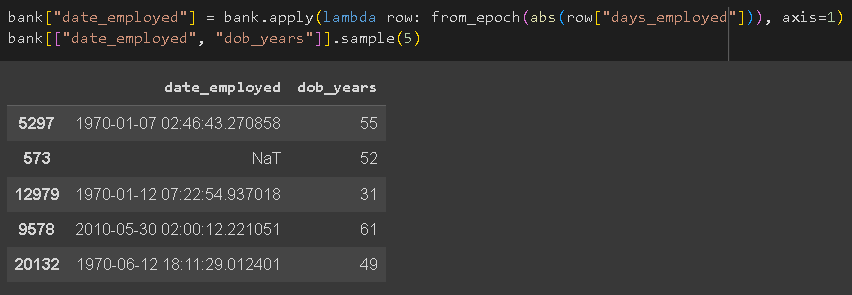 bank["date_employed"] = bank.apply(lambda row: from_epoch(abs(row["days_employed"])), axis=1)
bank[["date_employed", "dob_years"]].sample(5)
date_employed dob_years
5297 1970-01-07 02:46:43.270858 55
573 NaT 52
12979 1970-01-12 07:22:54.937018 31
9578 2010-05-30 02:00:12.221051 61
20132 1970-06-12 18:11:29.012401 49